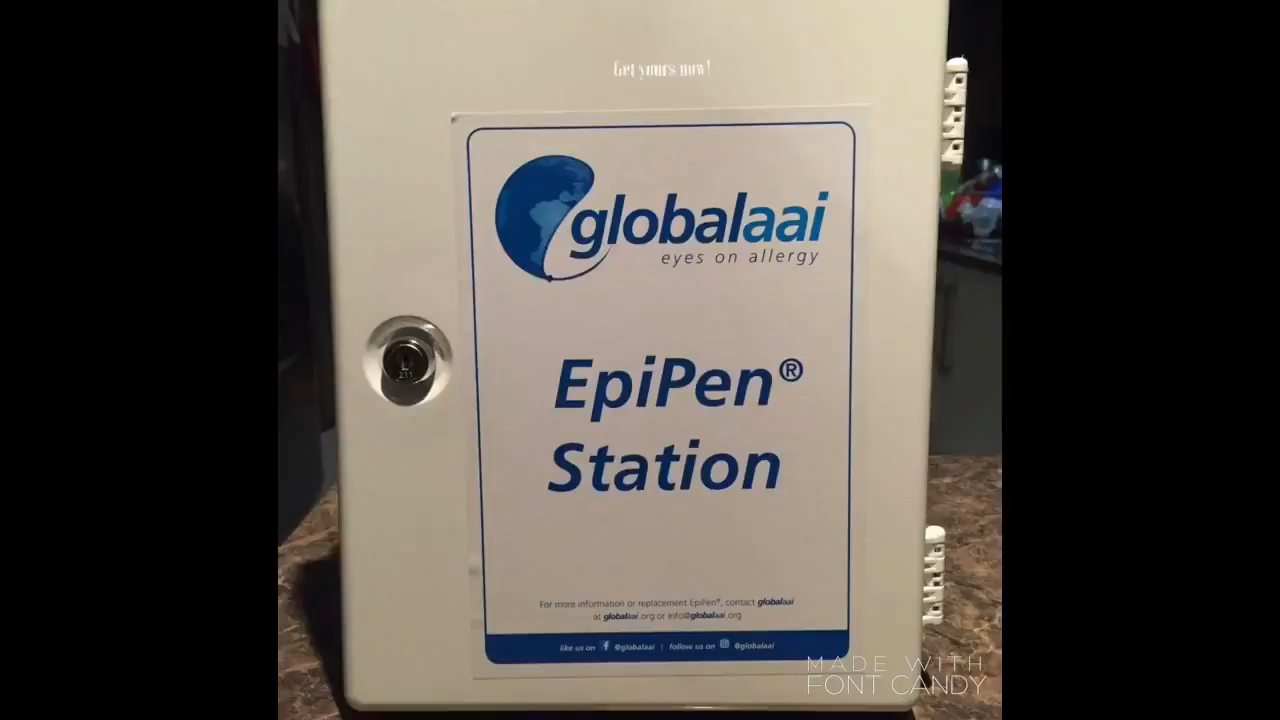 Get yours now!
globalaai
eyes on allergy
EpiPen®
Station
211
For more information or replacement EpiPen®, contact globalaai
at globalaai.org or info@globalaai.org
like us on @globalaai | follow us on @globalaai
MADE WITH
FONT CANDY